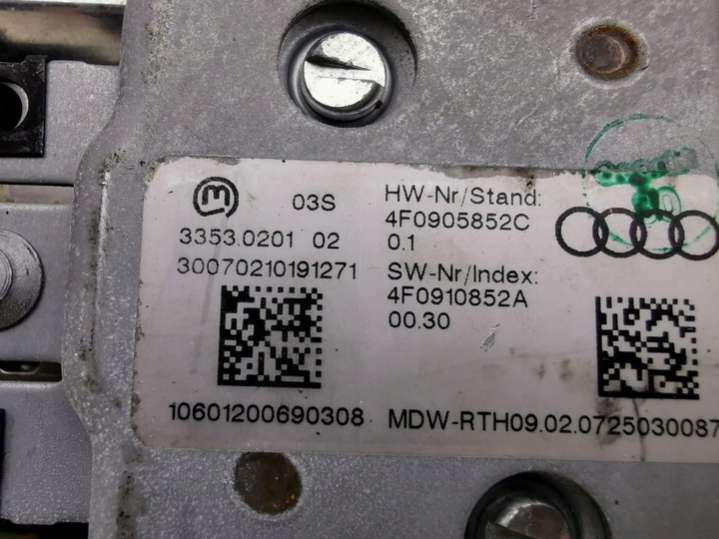 m 03S
3353.0201 02
30070210191271
10601200690308
HW-Nr/Stand:
4F0905852C
0.1
SW-Nr/Index:
4F0910852A
00.30
MDW-RTH09.02.0725030087